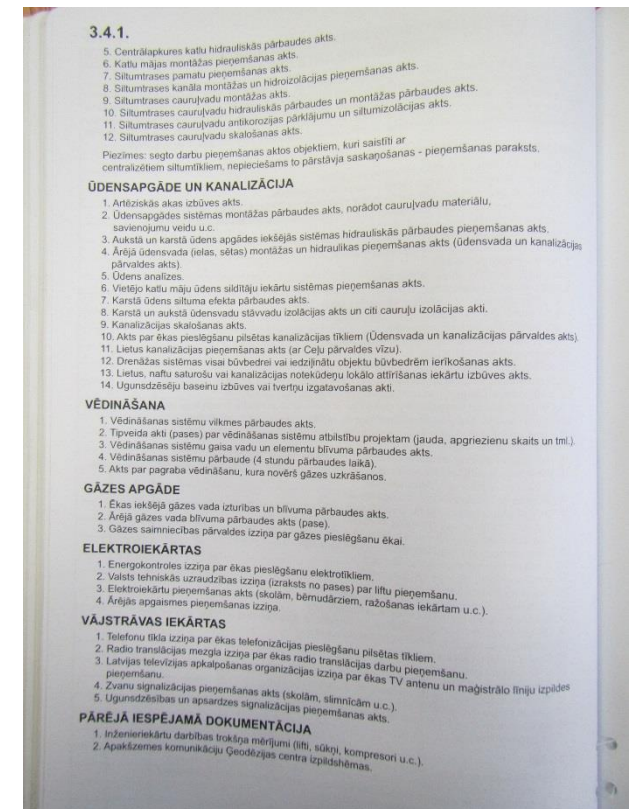 3.4.1.
5. Centrālapkures katlu hidrauliskās pārbaudes akts.
6. Katlu mājas montāžas pieņemšanas akts.
7. Siltumtrases pamatu pieņemšanas akts.
8. Siltumtrases kanāla montāžas un hidroizolācijas pieņemšanas akts.
9. Siltumtrases cauruļvadu montāžas akts.
10. Siltumtrases cauruļvadu hidrauliskās pārbaudes un montāžas pārbaudes akts.
11. Siltumtrases cauruļvadu antikorozijas pārklājumu un siltumizolācijas akts.
12. Siltumtrases cauruļvadu skalošanas akts.
Piezīmes: segto darbu pieņemšanas aktos objektiem, kuri saistīti ar
centralizētiem siltumtīkliem, nepieciešams to pārstāvja saskaņošanas - pieņemšanas paraksts.
ŪDENSAPGĀDE UN KANALIZĀCIJA
1. Artēziskās akas izbūves akts.
2. Ūdensapgādes sistēmas montāžas pārbaudes akts, norādot cauruļvadu materiālu,
savienojumu veidu u.c.
3. Aukstā un karstā ūdens apgādes iekšējās sistēmas hidrauliskās pārbaudes pieņemšanas akts.
4. Ārējā ūdensvada (ielas, sētas) montāžas un hidraulikas pieņemšanas akts (ūdensvada un kanalizācijas
pārvaldes akts).
5. Ūdens analīzes.
6. Vietējo katlu māju ūdens sildītāju iekārtu sistēmas pieņemšanas akts.
7. Karstā ūdens siltuma efekta pārbaudes akts.
8. Karstā un aukstā ūdensvadu stāvvadu izolācijas akts un citi cauruļu izolācijas akti.
9. Kanalizācijas skalošanas akts.
10. Akts par ēkas pieslēgšanu pilsētas kanalizācijas tīkliem (Ūdensvada un kanalizācijas pārvaldes akts).
11. Lietus kanalizācijas pieņemšanas akts (ar Ceļu pārvaldes vīzu).
12. Drenāžas sistēmas visai būvbedrei vai iedziļinātu objektu būvbedrēm ierīkošanas akts.
13. Lietus, naftu saturošu vai kanalizācijas notekūdeņu lokālo attīrīšanas iekārtu izbūves akts.
14. Ugunsdzēsēju baseinu izbūves vai tvertņu izgatavošanas akti.
VĒDINĀŠANA
1. Vēdināšanas sistēmu vilkmes pārbaudes akts.
2. Tipveida akti (pases) par vēdināšanas sistēmu atbilstību projektam (jauda, apgriezienu skaits un tml.).
3. Vēdināšanas sistēmu gaisa vadu un elementu blīvuma pārbaudes akts.
4. Vēdināšanas sistēmu pārbaude (4 stundu pārbaudes laikā).
5. Akts par pagraba vēdināšanu, kura novērš gāzes uzkrāšanos.
GĀZES APGĀDE
1. Ēkas iekšējā gāzes vada izturības un blīvuma pārbaudes akts.
2. Ārējā gāzes vada blīvuma pārbaudes akts (pase).
3. Gāzes saimniecības pārvaldes izziņa par gāzes pieslēgšanu ēkai.
ELEKTROIEKĀRTAS
1. Energokontroles izziņa par ēkas pieslēgšanu elektrotīkliem.
2. Valsts tehniskās uzraudzības izziņa (izraksts no pases) par liftu pieņemšanu.
3. Elektroiekārtu pieņemšanas akts (skolām, bērnudārziem, ražošanas iekārtam u.c.).
4. Ārējās apgaismes pieņemšanas izziņa.
VĀJSTRĀVAS IEKĀRTAS
1. Telefonu tīkla izziņa par ēkas telefonizācijas pieslēgšanu pilsētas tīkliem.
2. Radio translācijas mezgla izziņa par ēkas radio translācijas darbu pieņemšanu.
3. Latvijas televīzijas apkalpošanas organizācijas izziņa par ēkas TV antenu un maģistrālo līniju izpildes
pieņemšanu.
4. Zvanu signalizācijas pieņemšanas akts (skolām, slimnīcām u.c.).
5. Ugunsdzēsības un apsardzes signalizācijas pieņemšanas akts.
PĀRĒJĀ IESPĒJAMĀ DOKUMENTĀCIJA
1. Inženieriekārtu darbības trokšņa mērījumi (lifti, sūkņi, kompresori u.c.).
2. Apakšzemes komunikāciju Ģeodēzijas centra izpildshēmas.